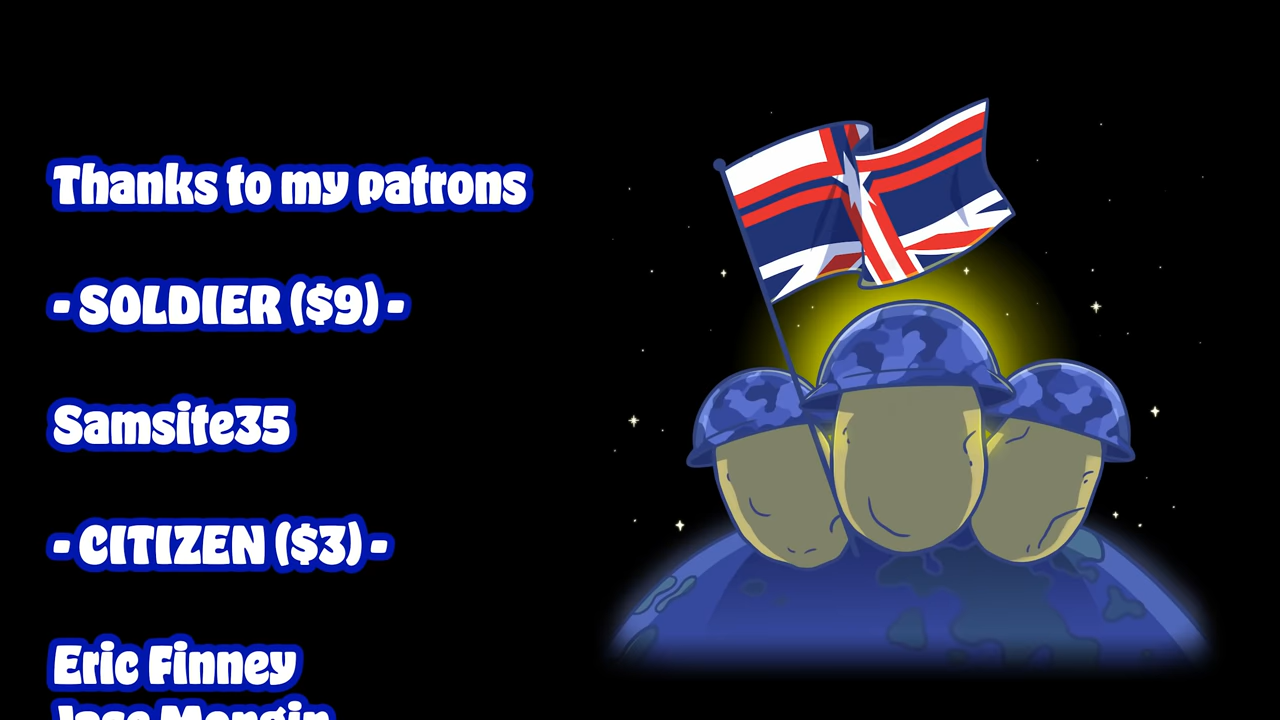 Thanks to my patrons
- SOLDIER ($9) -
Samsite35
- CITIZEN ($3) -
Eric Finney